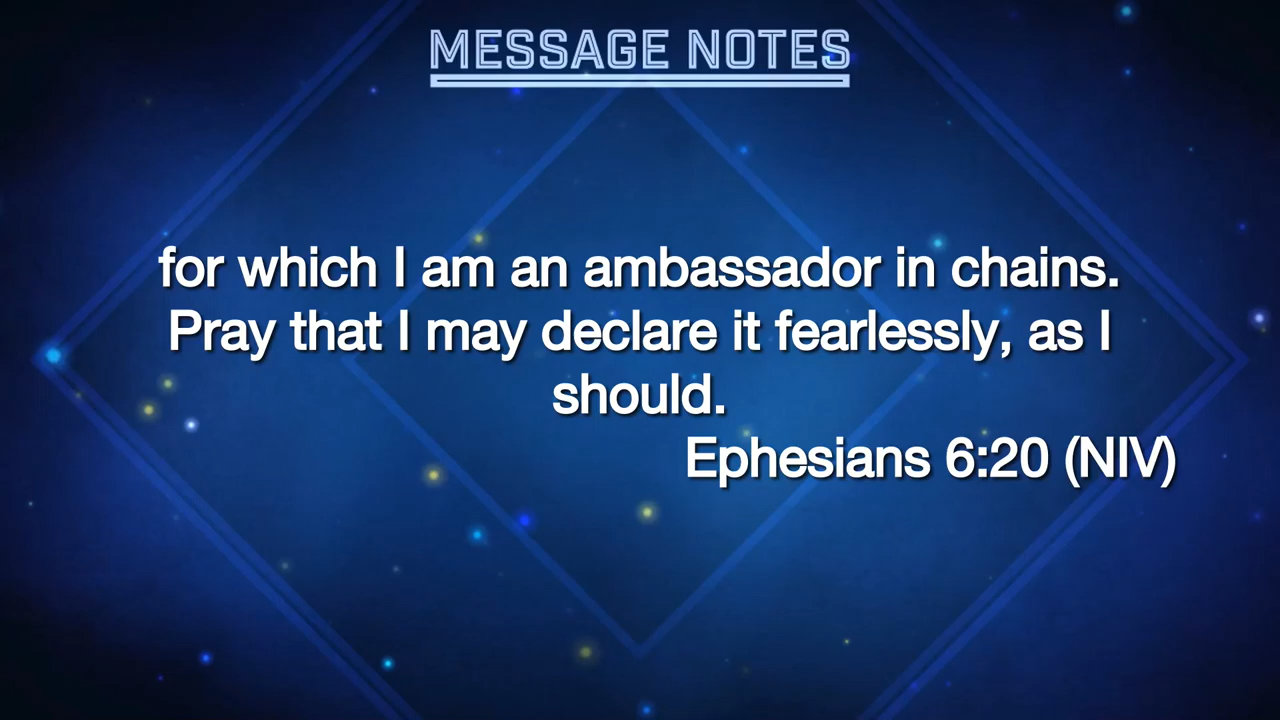 MESSAGE NOTES
for which I am an ambassador in chains.
Pray that I may declare it fearlessly, as I
should.
Ephesians 6:20 (NIV)